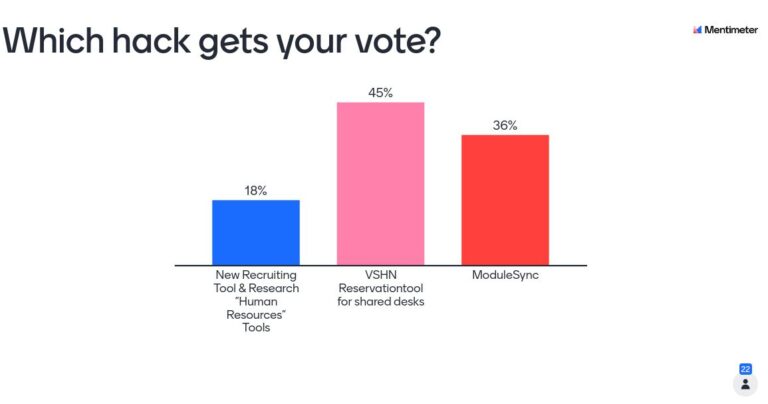 Which hack gets your vote?
Mentimeter
45%
36%
18%
New Recruiting
Tool & Research
"Human
Resources"
Tools
VSHN
Reservationtool
for shared desks
ModuleSync
22